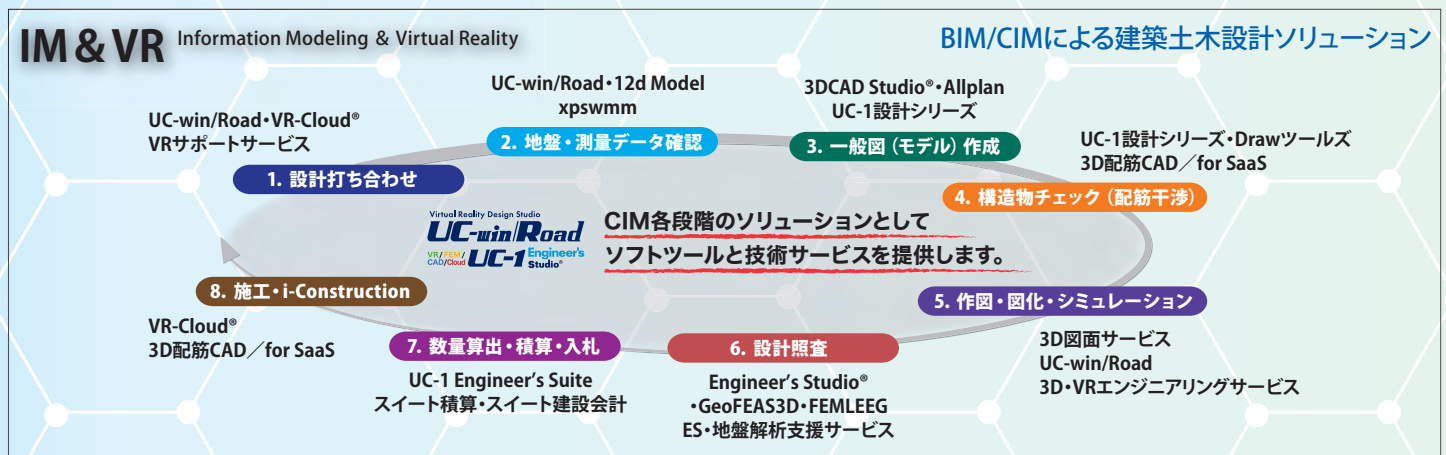 IM & VR Information Modeling & Virtual Reality
BIM/CIMによる建築土木設計ソリューション
UC-win/Road・VR-Cloud®
VRサポートサービス
1. 設計打ち合わせ
UC-win/Road・12d Model
xpswmm
2. 地盤・測量データ確認
3DCAD Studio®・Allplan
UC-1設計シリーズ
3. 一般図（モデル）作成
UC-1設計シリーズ・Drawツールズ
3D配筋CAD／for SaaS
4. 構造物チェック（配筋干渉）
Virtual Reality Design Studio
UC-win/Road
VR/FEM/
CAD/Cloud
UC-1 Engineer's
Studio®
CIM各段階のソリューションとして
ソフトツールと技術サービスを提供します。
5. 作図・図化・シミュレーション
3D図面サービス
UC-win/Road
3D・VRエンジニアリングサービス
6. 設計照査
Engineer's Studio®
・GeoFEAS3D・FEMLEEG
ES・地盤解析支援サービス
7. 数量算出・積算・入札
UC-1 Engineer's Suite
スイート積算・スイート建設会計
8. 施工・i-Construction
VR-Cloud®
3D配筋CAD／for SaaS